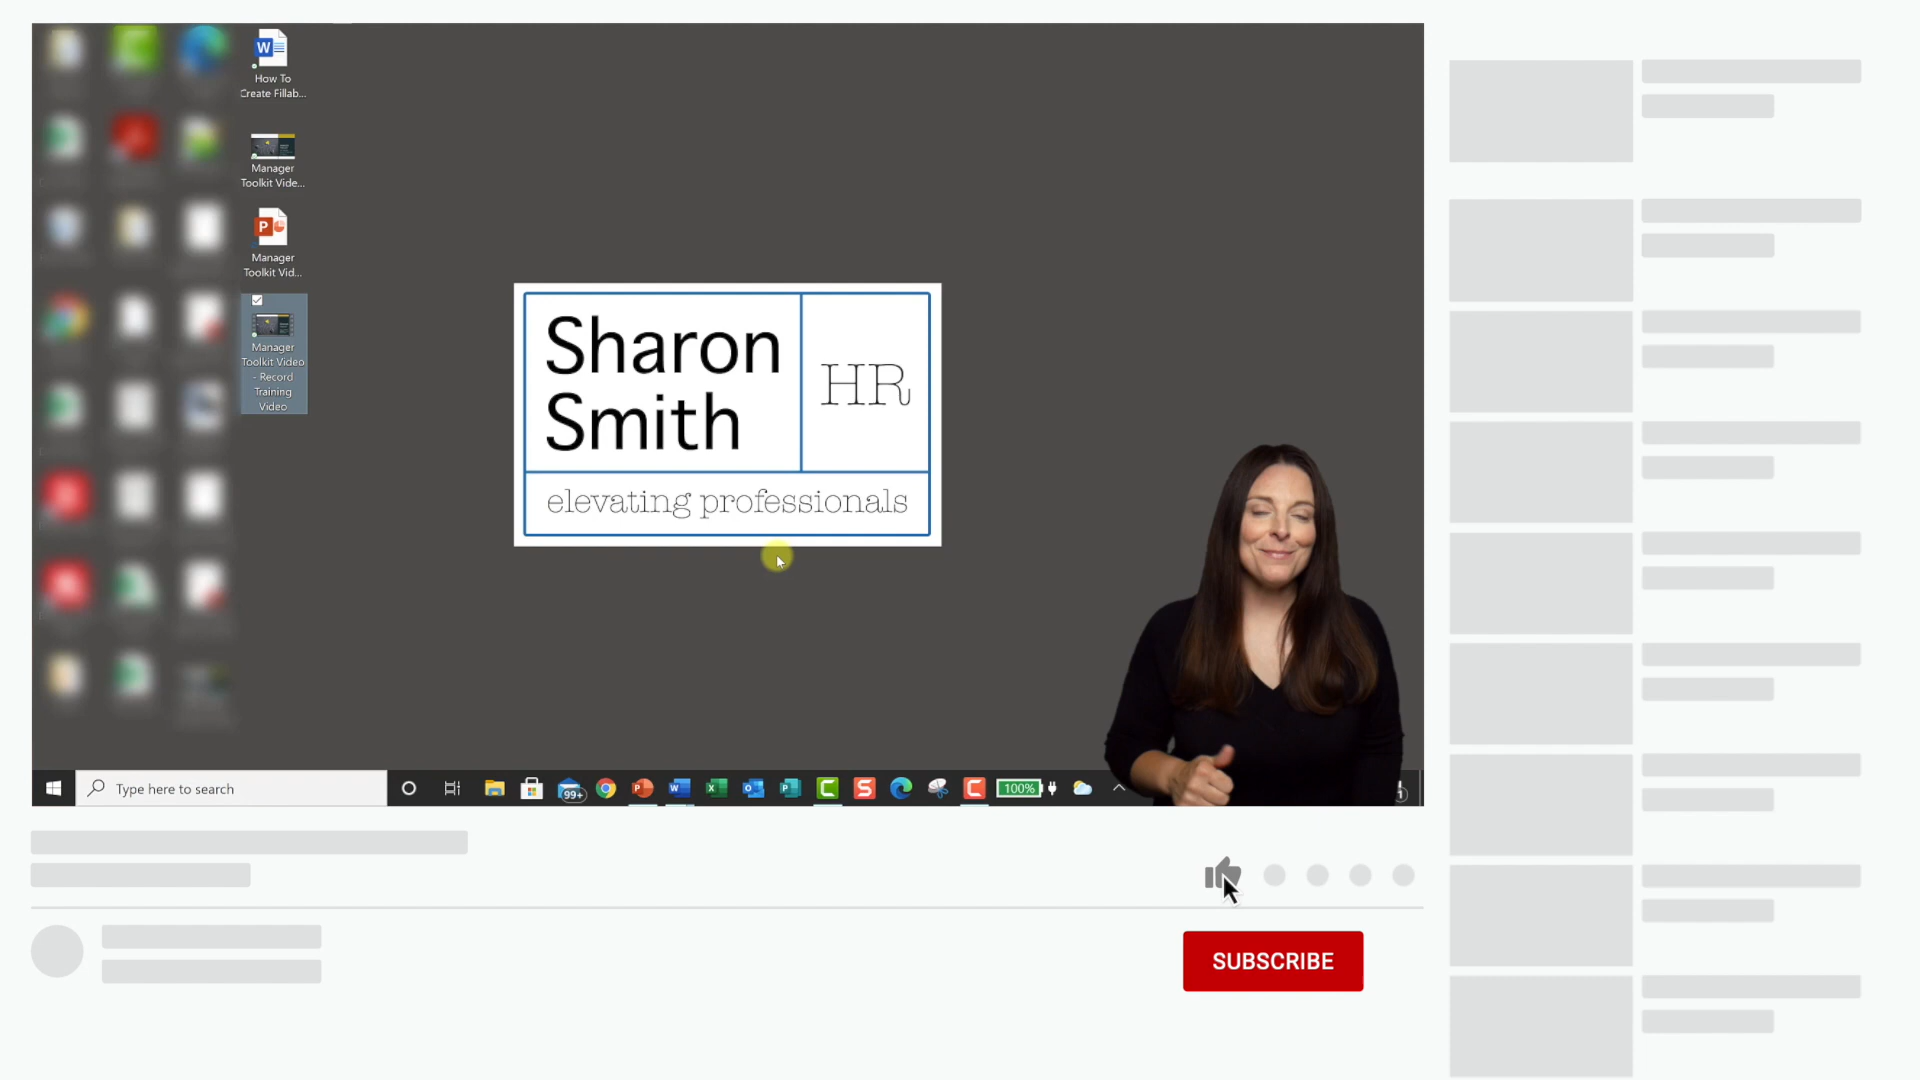 How To
Create Fillab...
Manager
Toolkit Vide...
Manager
Toolkit Vid...
Manager
Toolkit Video
- Record
Training
Video
Sharon
Smith
HR
elevating professionals
Type here to search
99+
100%
1
SUBSCRIBE